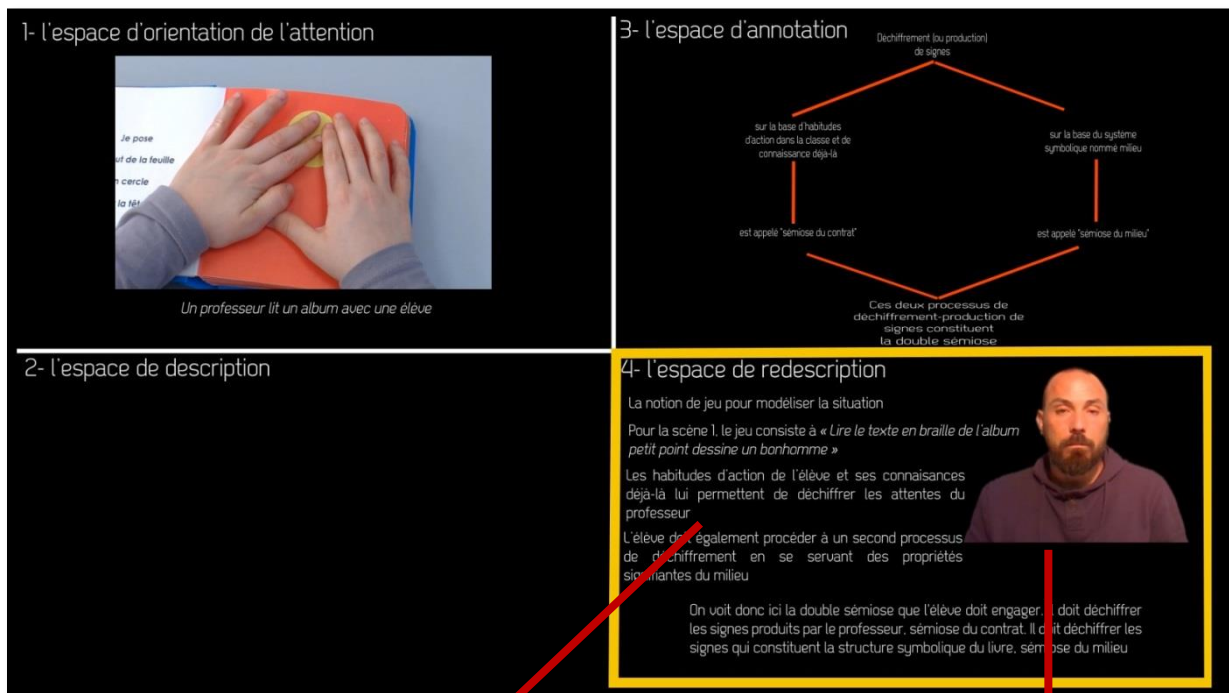 1- l'espace d'orientation de l'attention
Je pose
ut de la feuille
n cercle
la têt
Un professeur lit un album avec une élève
3- l'espace d'annotation
Déchiffrement (ou production)
de signes
sur la base d'habitudes
d'action dans la classe et de
connaissance déjà-là
sur la base du système
symbolique nommé milieu
est appelé "sémiose du contrat"
est appelé "sémiose du milieu"
Ces deux processus de
déchiffrement-production de
signes constituent
la double sémiose
2- l'espace de description
4- l'espace de redescription
La notion de jeu pour modéliser la situation
Pour la scène 1, le jeu consiste à « Lire le texte en braille de l'album
petit point dessine un bonhomme »
Les habitudes d'action de l'élève et ses connaisances
déjà-là lui permettent de déchiffrer les attentes du
professeur
L'élève doit également procéder à un second processus
de déchiffrement en se servant des propriétés
signifiantes du milieu
On voit donc ici la double sémiose que l'élève doit engager. Il doit déchiffrer
les signes produits par le professeur, sémiose du contrat. Il doit déchiffrer les
signes qui constituent la structure symbolique du livre, sémiose du milieu